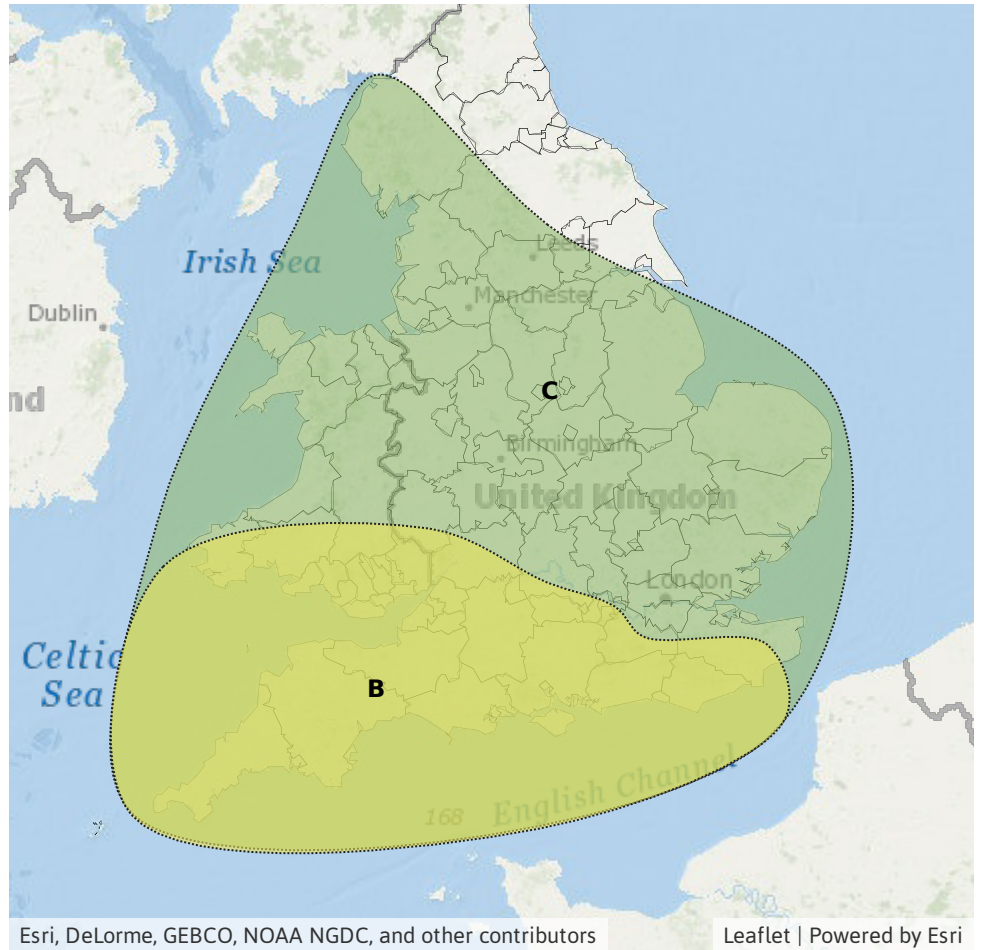 Leeds
Irish Sea
Manchester
Dublin
nd
C
Birmingham
United Kingdom
London
Celtic
Sea
B
English Channel
168
Esri, DeLorme, GEBCO, NOAA NGDC, and other contributors
Leaflet | Powered by Esri